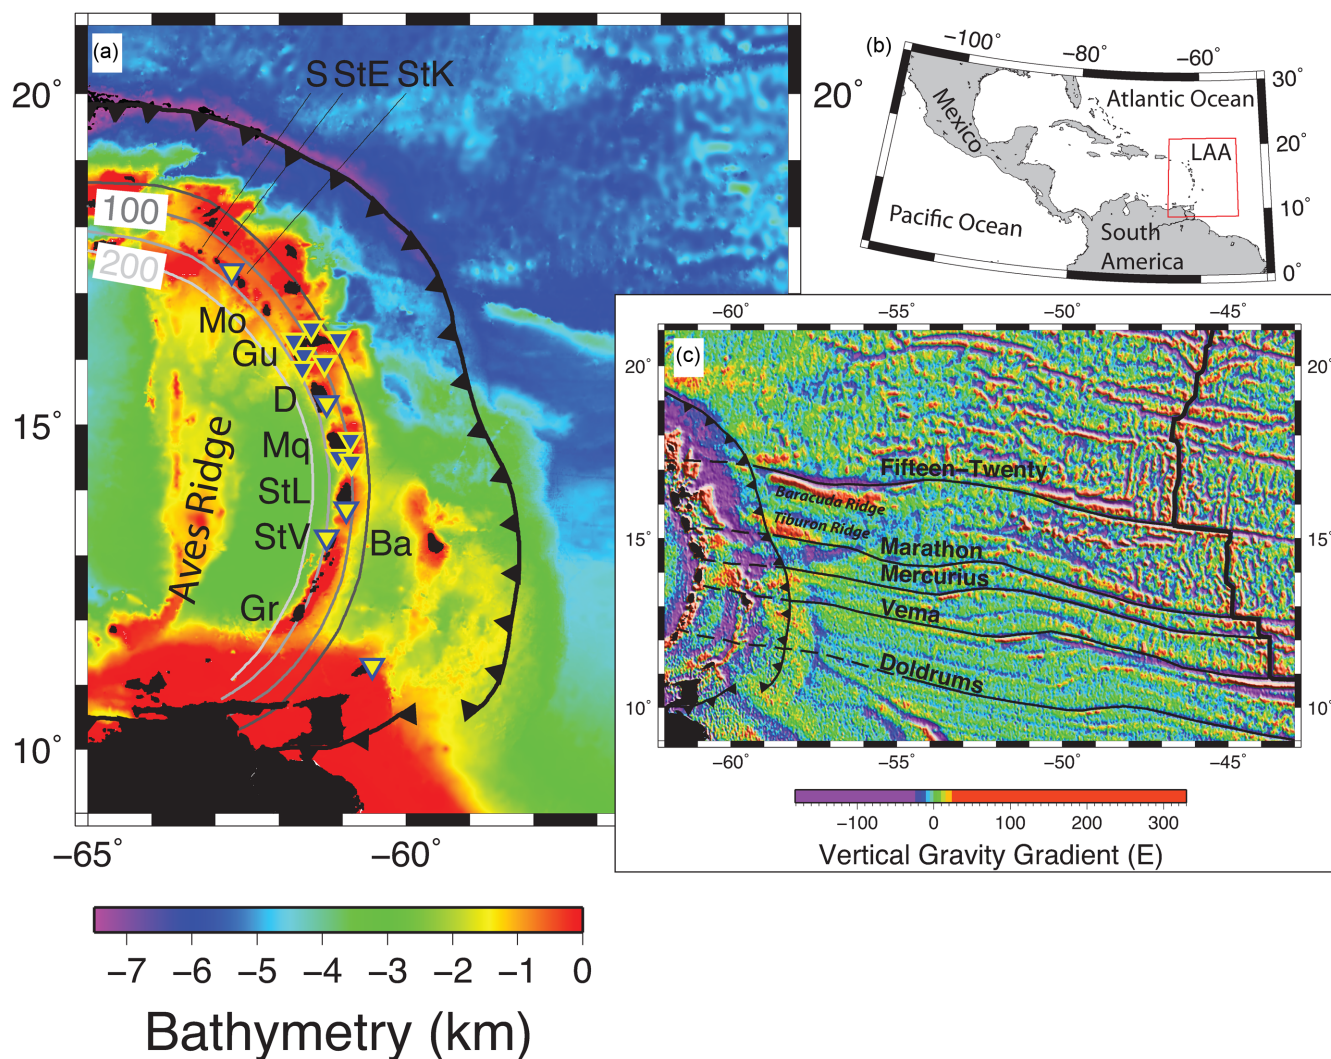 (a)
S StE StK
20°
15°
10°
100
200
Mo
Gu
D
Mq
StL
StV
Gr
Ba
Aves Ridge
−65°
−60°
−7 −6 −5 −4 −3 −2 −1 0
Bathymetry (km)
(b)
−100°
−80°
−60°
30°
20°
10°
0°
Atlantic Ocean
Mexico
LAA
Pacific Ocean
South
America
20°
(c)
−60° −55° −50° −45°
20°
15°
10°
20°
15°
10°
Fifteen−Twenty
Baracuda Ridge
Tiburon Ridge
Marathon
Mercurius
Vema
Doldrums
−60° −55° −50° −45°
−100 0 100 200 300
Vertical Gravity Gradient (E)